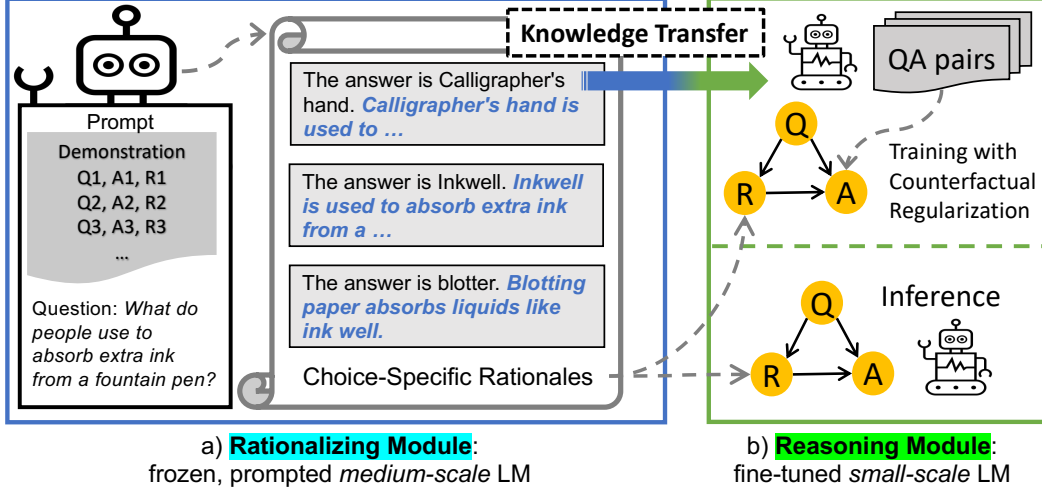 Knowledge Transfer
Prompt
Demonstration
Q1, A1, R1
Q2, A2, R2
Q3, A3, R3
...
Question: What do
people use to
absorb extra ink
from a fountain pen?
The answer is Calligrapher's
hand. Calligrapher's hand is
used to ...
The answer is Inkwell. Inkwell
is used to absorb extra ink
from a ...
The answer is blotter. Blotting
paper absorbs liquids like
ink well.
Choice-Specific Rationales
a) Rationalizing Module:
frozen, prompted medium-scale LM
QA pairs
Q
R
A
Training with
Counterfactual
Regularization
Inference
Q
R
A
b) Reasoning Module:
fine-tuned small-scale LM